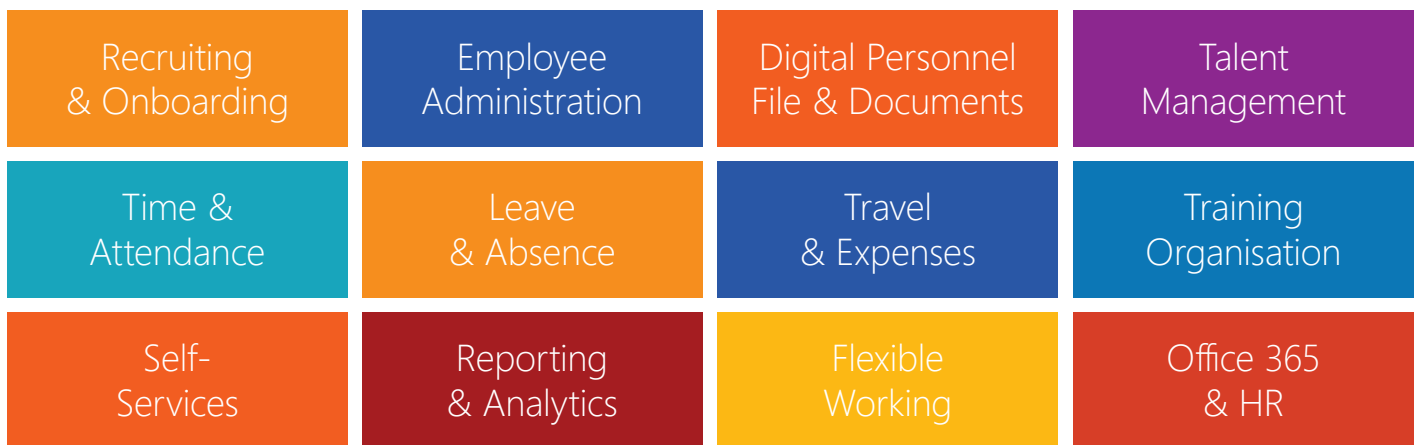 Recruiting
& Onboarding
Employee
Administration
Digital Personnel
File & Documents
Talent
Management
Time &
Attendance
Leave
& Absence
Travel
& Expenses
Training
Organisation
Self-
Services
Reporting
& Analytics
Flexible
Working
Office 365
& HR